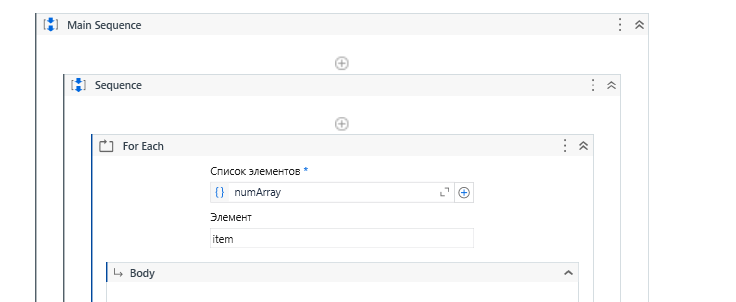 Main Sequence
Sequence
For Each
Список элементов *
{ } numArray
Элемент
item
Body